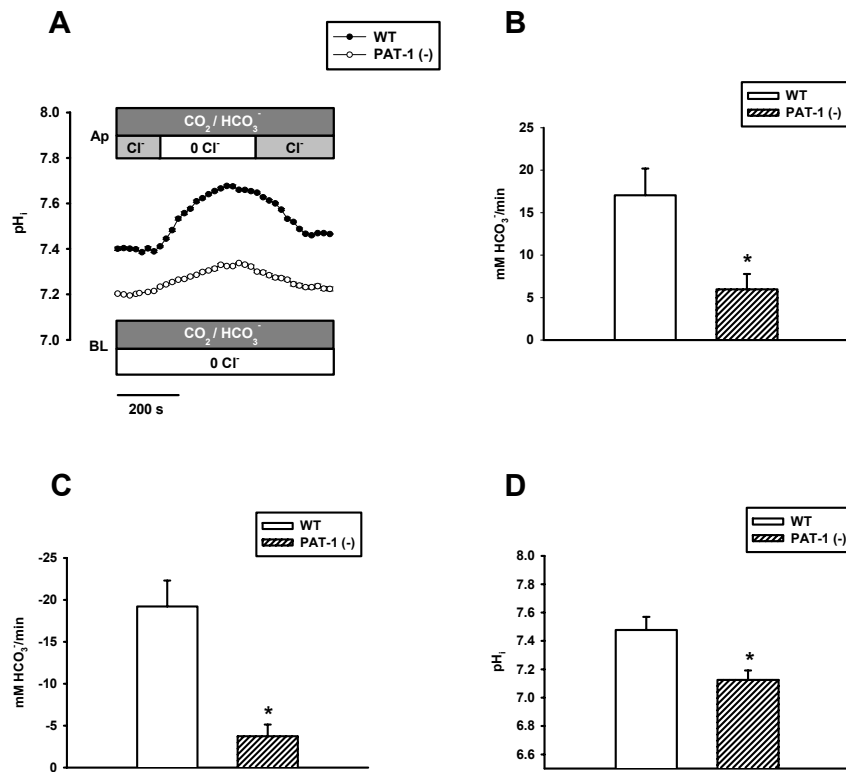 A
WT
PAT-1 (-)
8.0
7.8
7.6
7.4
7.2
7.0
pHi
Ap
CO2 / HCO3-
Cl- 0 Cl- Cl-
BL
CO2 / HCO3-
0 Cl-
200 s
B
WT
PAT-1 (-)
25
20
15
10
5
0
mM HCO3-/min
*
C
WT
PAT-1 (-)
-25
-20
-15
-10
-5
0
mM HCO3-/min
*
D
WT
PAT-1 (-)
8.0
7.8
7.6
7.4
7.2
7.0
6.8
6.6
pHi
*